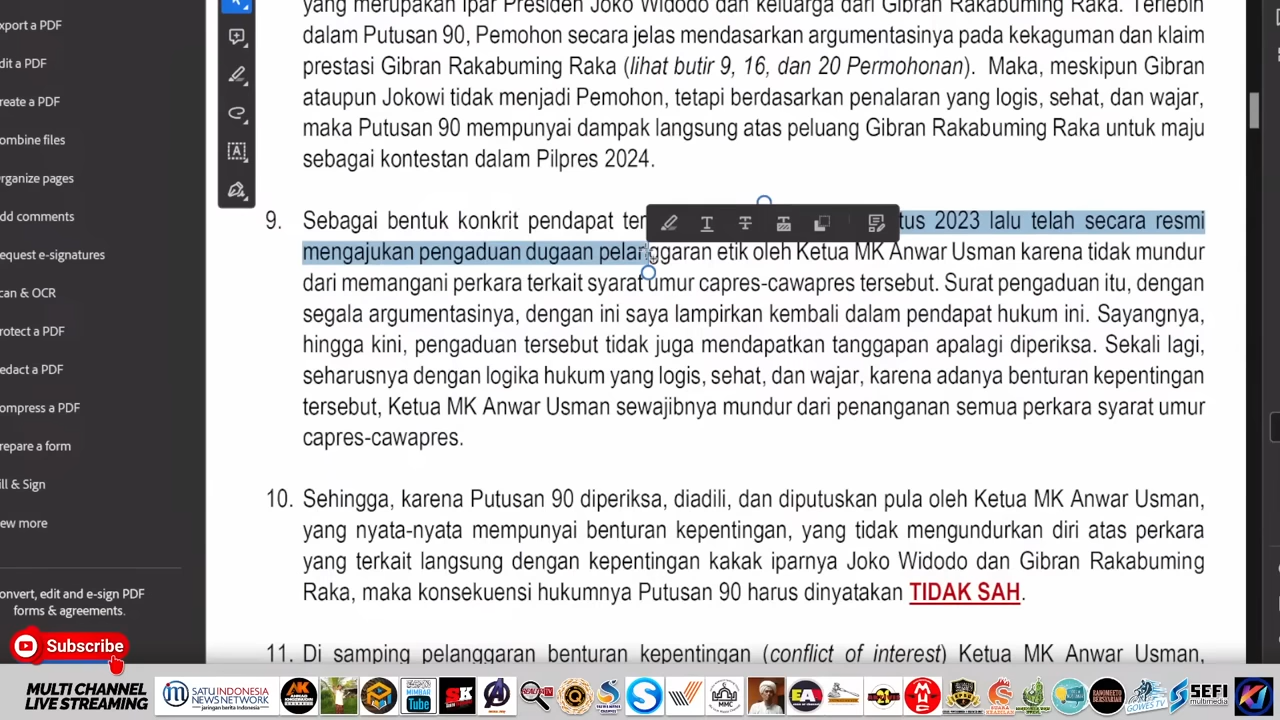 yang merupakan Ipar Presiden Joko Widodo dan keluarga dari Gibran Rakabuming Raka. Terlebih
dalam Putusan 90, Pemohon secara jelas mendasarkan argumentasinya pada kekaguman dan klaim
prestasi Gibran Rakabuming Raka (lihat butir 9, 16, dan 20 Permohonan). Maka, meskipun Gibran
ataupun Jokowi tidak menjadi Pemohon, tetapi berdasarkan penalaran yang logis, sehat, dan wajar,
maka Putusan 90 mempunyai dampak langsung atas peluang Gibran Rakabuming Raka untuk maju
sebagai kontestan dalam Pilpres 2024.
9. Sebagai bentuk konkrit pendapat ter tus 2023 lalu telah secara resmi
mengajukan pengaduan dugaan pelanggaran etik oleh Ketua MK Anwar Usman karena tidak mundur
dari memangani perkara terkait syarat umur capres-cawapres tersebut. Surat pengaduan itu, dengan
segala argumentasinya, dengan ini saya lampirkan kembali dalam pendapat hukum ini. Sayangnya,
hingga kini, pengaduan tersebut tidak juga mendapatkan tanggapan apalagi diperiksa. Sekali lagi,
seharusnya dengan logika hukum yang logis, sehat, dan wajar, karena adanya benturan kepentingan
tersebut, Ketua MK Anwar Usman sewajibnya mundur dari penanganan semua perkara syarat umur
capres-cawapres.
10. Sehingga, karena Putusan 90 diperiksa, diadili, dan diputuskan pula oleh Ketua MK Anwar Usman,
yang nyata-nyata mempunyai benturan kepentingan, yang tidak mengundurkan diri atas perkara
yang terkait langsung dengan kepentingan kakak iparnya Joko Widodo dan Gibran Rakabuming
Raka, maka konsekuensi hukumnya Putusan 90 harus dinyatakan TIDAK SAH.
11. Di samping pelanggaran benturan kepentingan (conflict of interest) Ketua MK Anwar Usman,
xport a PDF
dit a PDF
reate a PDF
ombine files
rganize pages
dd comments
equest e-signatures
can & OCR
rotect a PDF
edact a PDF
ompress a PDF
repare a form
ill & Sign
ew more
onvert, edit and e-sign PDF
forms & agreements.
Subscribe
MULTI CHANNEL
LIVE STREAMING
SATU INDONESIA
NEWS NETWORK
jaringan berita indonesia
AK
MIMBAR
Tube
SK
MMC
EA
SEFI
multimedia